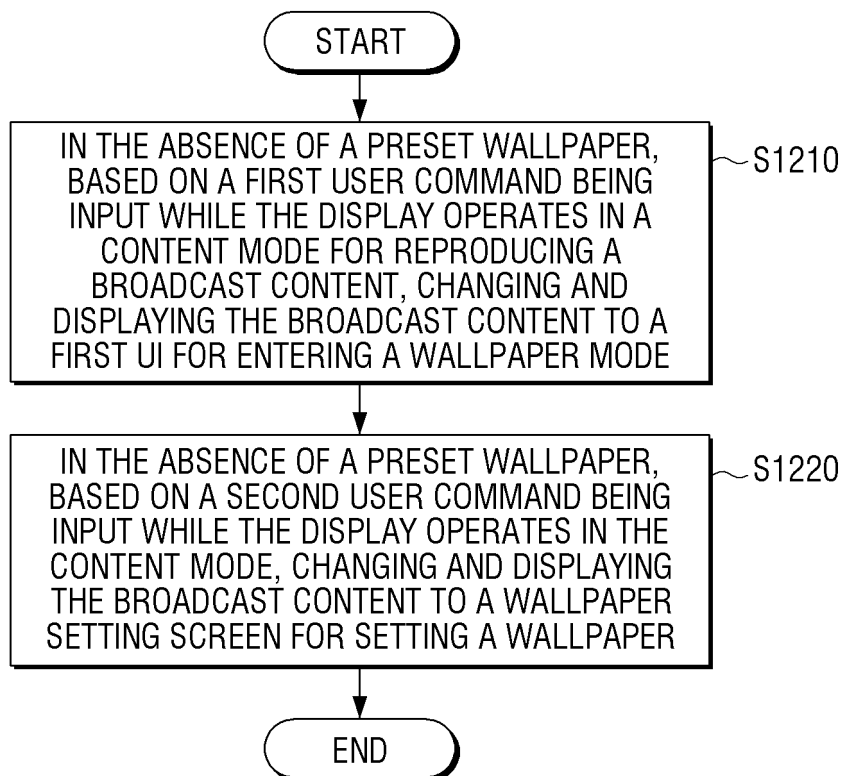 START
IN THE ABSENCE OF A PRESET WALLPAPER,
BASED ON A FIRST USER COMMAND BEING
INPUT WHILE THE DISPLAY OPERATES IN A
CONTENT MODE FOR REPRODUCING A
BROADCAST CONTENT, CHANGING AND
DISPLAYING THE BROADCAST CONTENT TO A
FIRST UI FOR ENTERING A WALLPAPER MODE
S1210
IN THE ABSENCE OF A PRESET WALLPAPER,
BASED ON A SECOND USER COMMAND BEING
INPUT WHILE THE DISPLAY OPERATES IN THE
CONTENT MODE, CHANGING AND DISPLAYING
THE BROADCAST CONTENT TO A WALLPAPER
SETTING SCREEN FOR SETTING A WALLPAPER
S1220
END